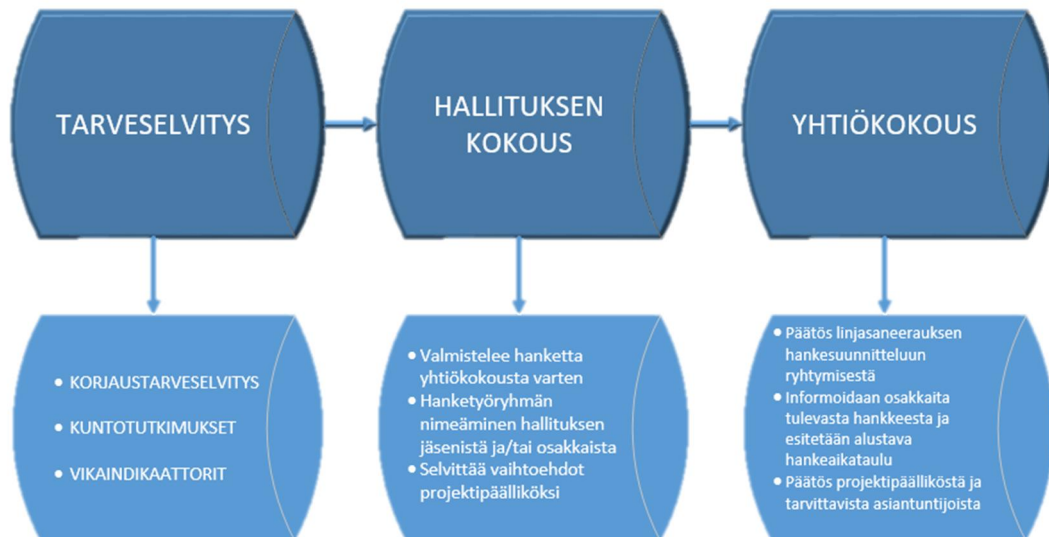 TARVESELVITYS
HALLITUKSEN
KOKOUS
YHTIÖKOKOUS
• KORJAUSTARVESELVITYS
• KUNTOTUTKIMUKSET
• VIKAINDIKAATTORIT
• Valmistelee hanketta
yhtiökokousta varten
• Hanketyöryhmän
nimeäminen hallituksen
jäsenistä ja/tai osakkaista
• Selvittää vaihtoehdot
projektipäälliköksi
• Päätös linjasaneerauksen
hankesuunnitteluun
ryhtymisestä
• Informoidaan osakkaita
tulevasta hankkeesta ja
esitetään alustava
hankeaikataulu
• Päätös projektipäälliköstä ja
tarvittavista asiantuntijoista